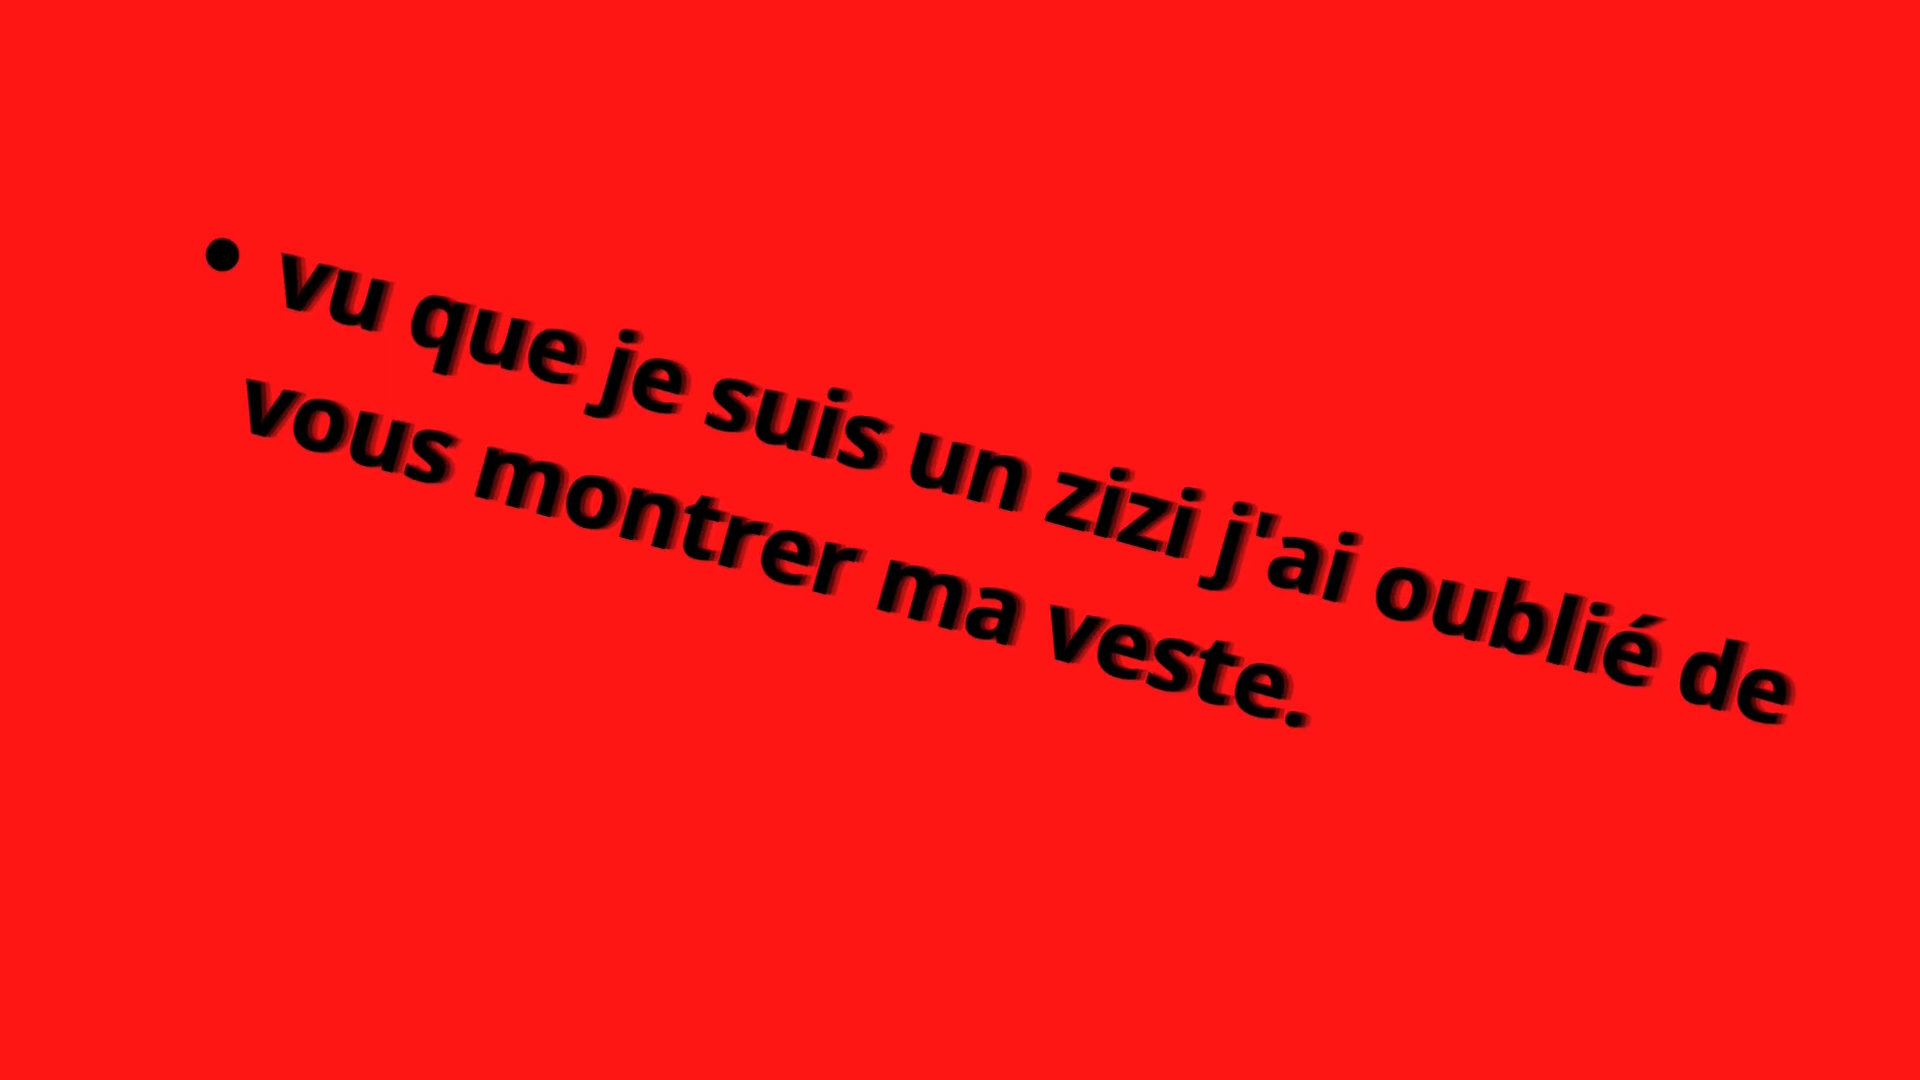 • vu que je suis un zizi j'ai oublié de
vous montrer ma veste.